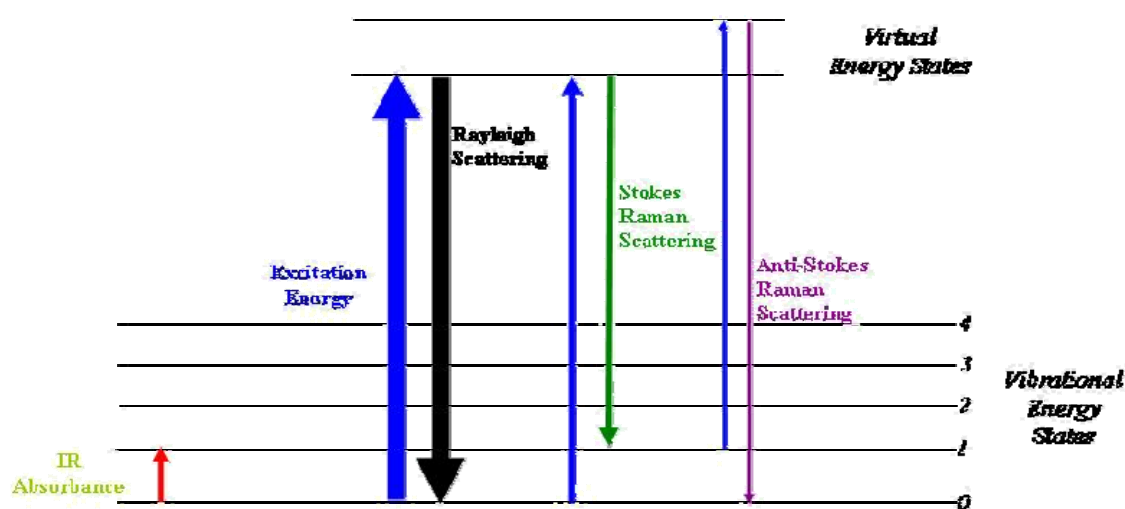 Virtual
Energy States
Rayleigh
Scattering
Stokes
Raman
Scattering
Excitation
Energy
Anti-Stokes
Raman
Scattering
4
3
2
1
0
Vibrational
Energy
States
IR
Absorbance